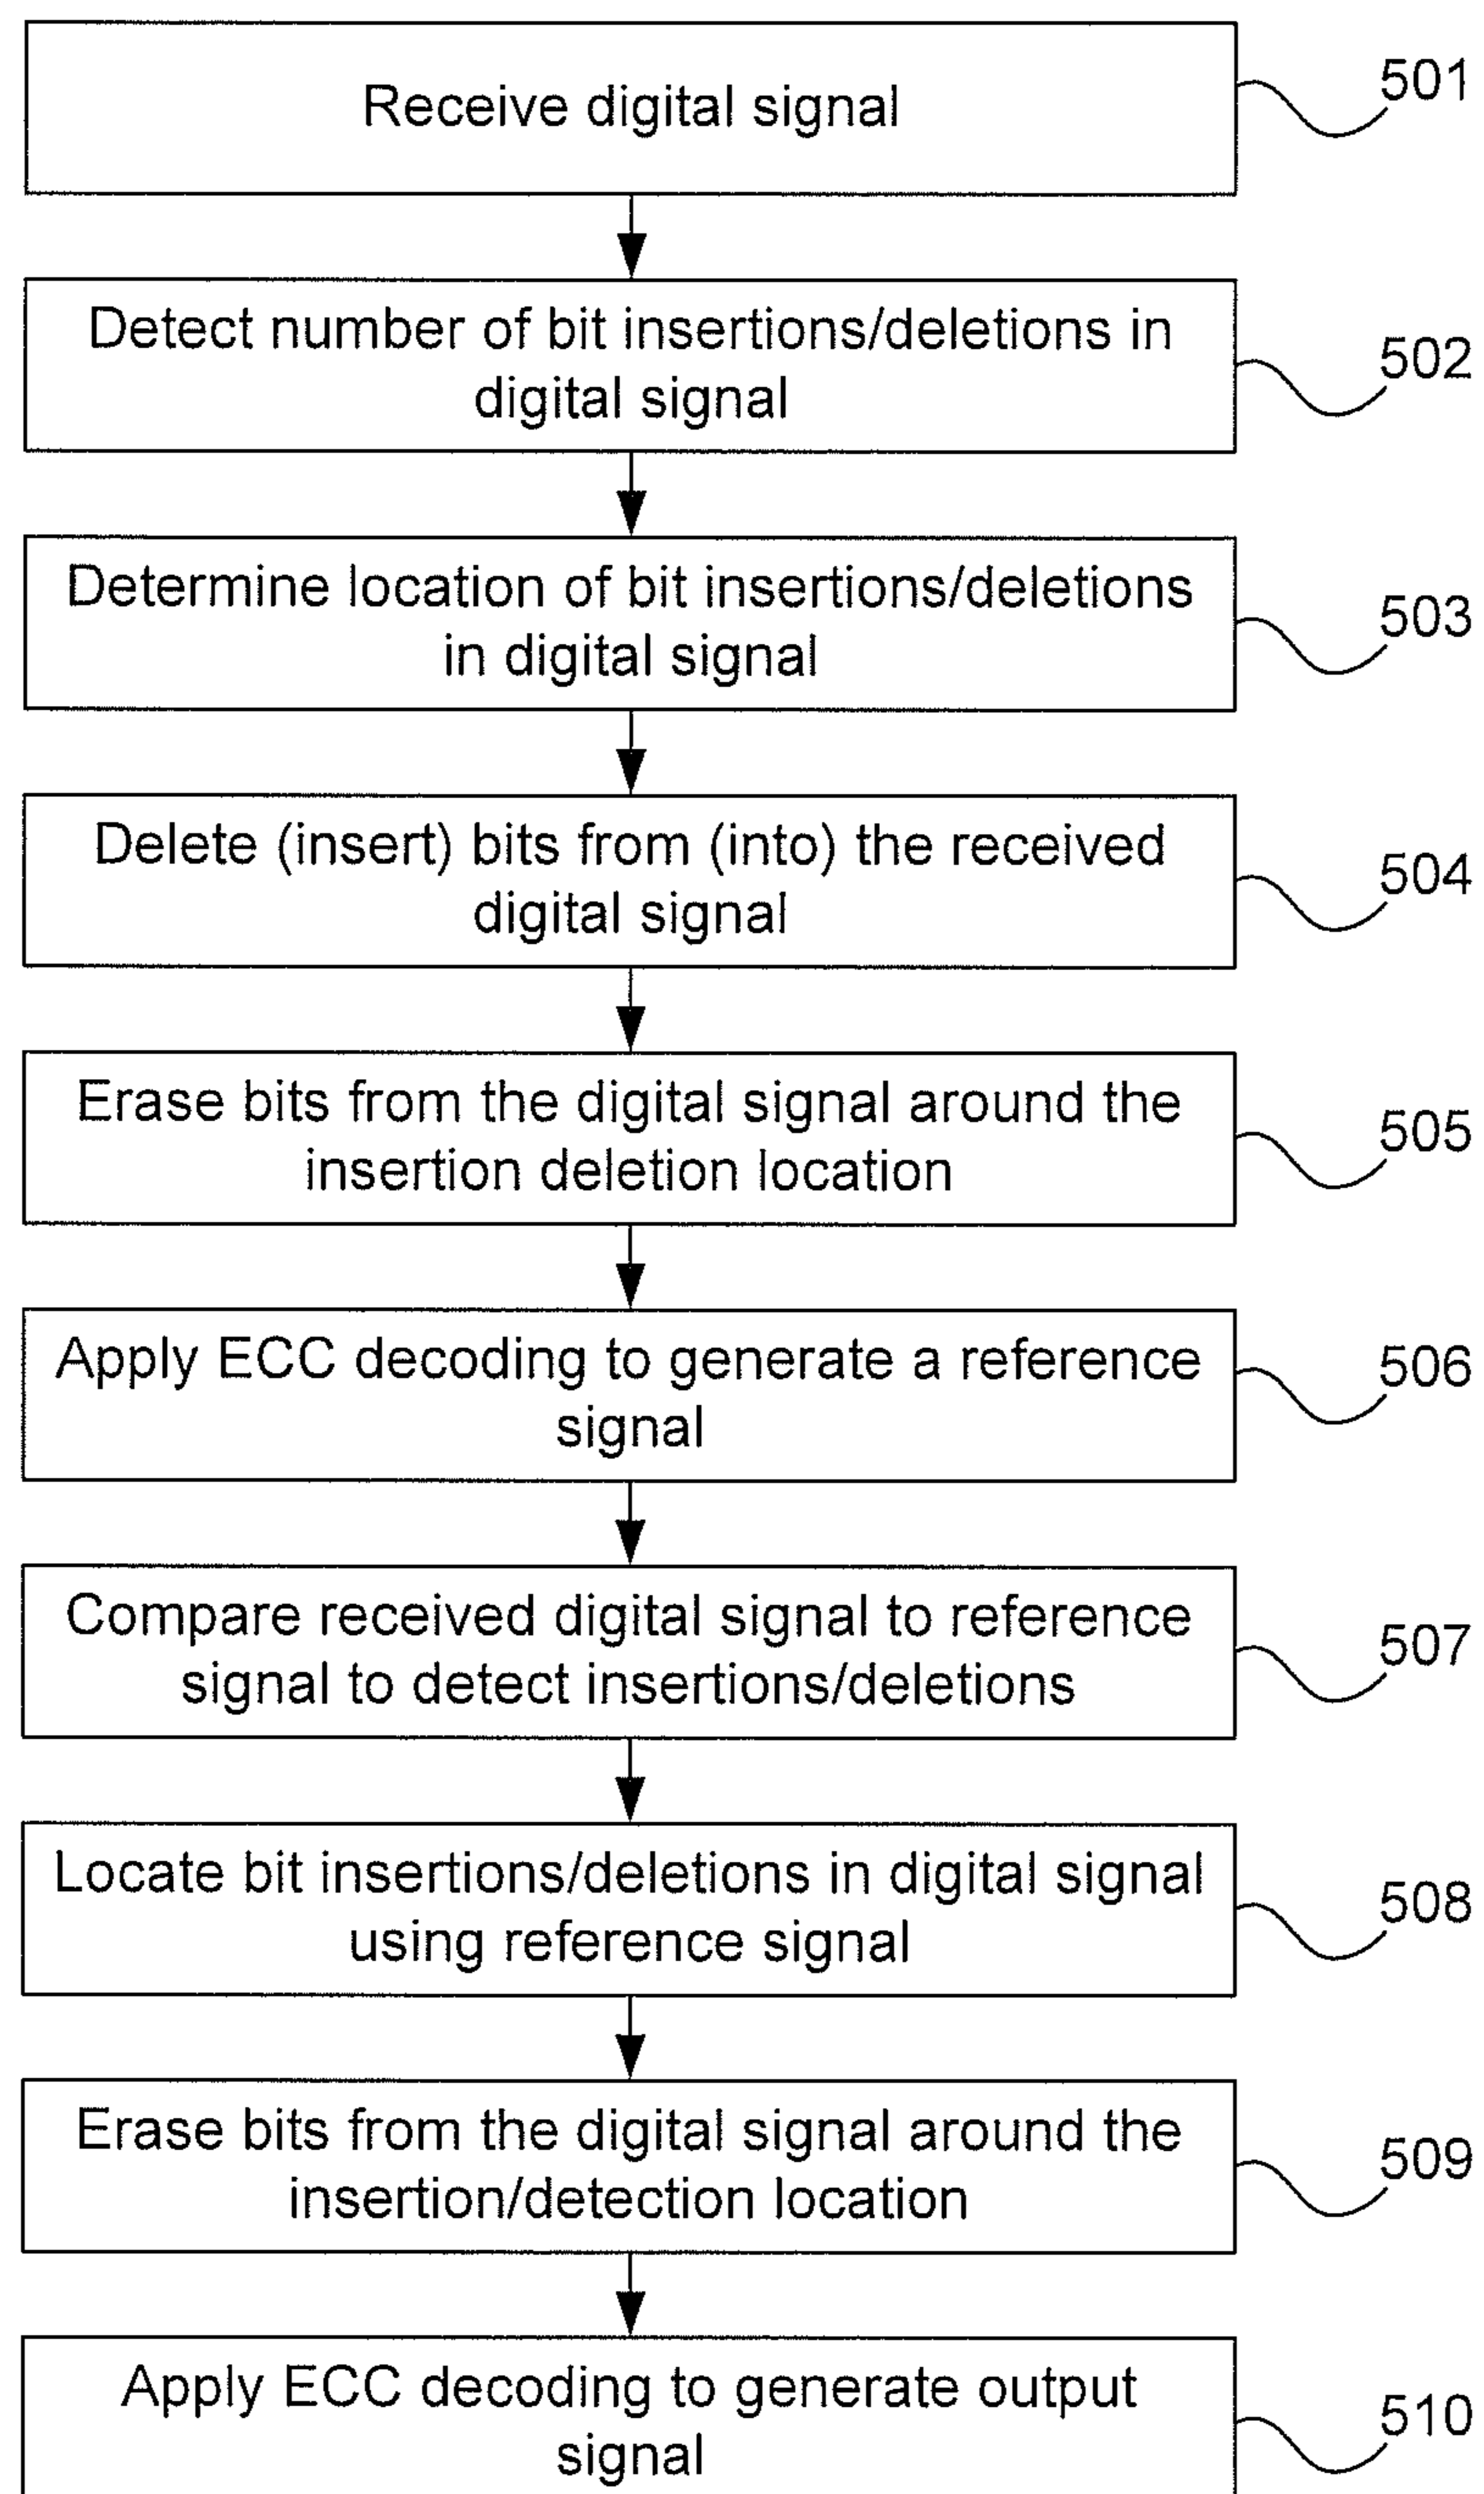 Receive digital signal
501
Detect number of bit insertions/deletions in
digital signal
502
Determine location of bit insertions/deletions
in digital signal
503
Delete (insert) bits from (into) the received
digital signal
504
Erase bits from the digital signal around the
insertion deletion location
505
Apply ECC decoding to generate a reference
signal
506
Compare received digital signal to reference
signal to detect insertions/deletions
507
Locate bit insertions/deletions in digital signal
using reference signal
508
Erase bits from the digital signal around the
insertion/detection location
509
Apply ECC decoding to generate output
signal
510